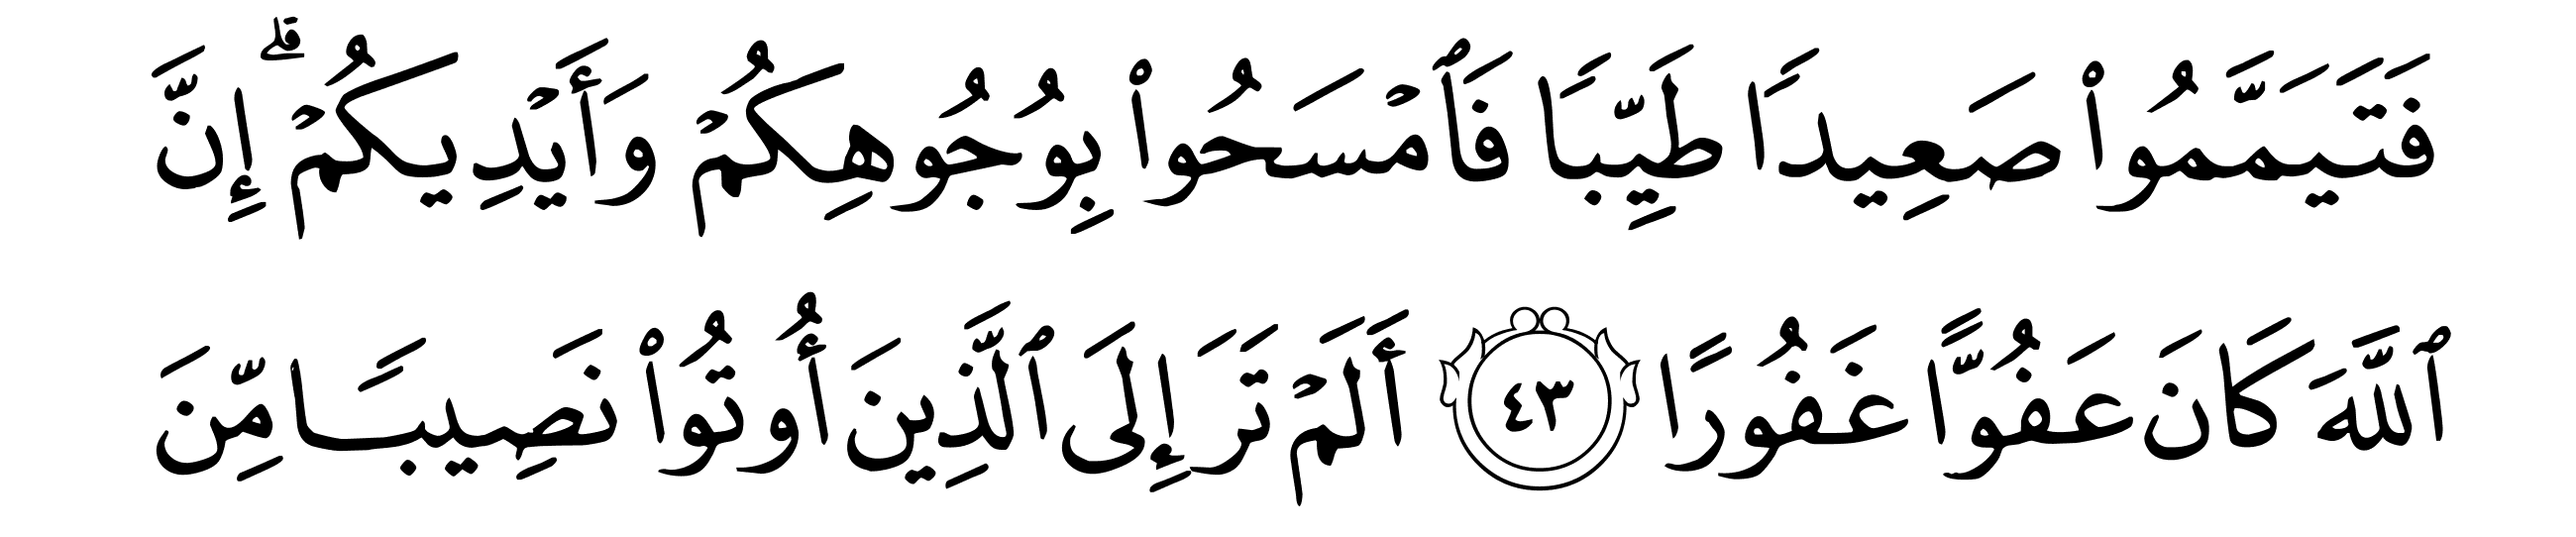 فَتَيَمَّمُوا۟ صَعِيدًا طَيِّبًا فَٱمْسَحُوا۟ بِوُجُوهِكُمْ وَأَيْدِيكُمْ ۗ إِنَّ
ٱللَّهَ كَانَ عَفُوًّا غَفُورًا ٤٣ أَلَمْ تَرَ إِلَى ٱلَّذِينَ أُوتُوا۟ نَصِيبًا مِّنَ